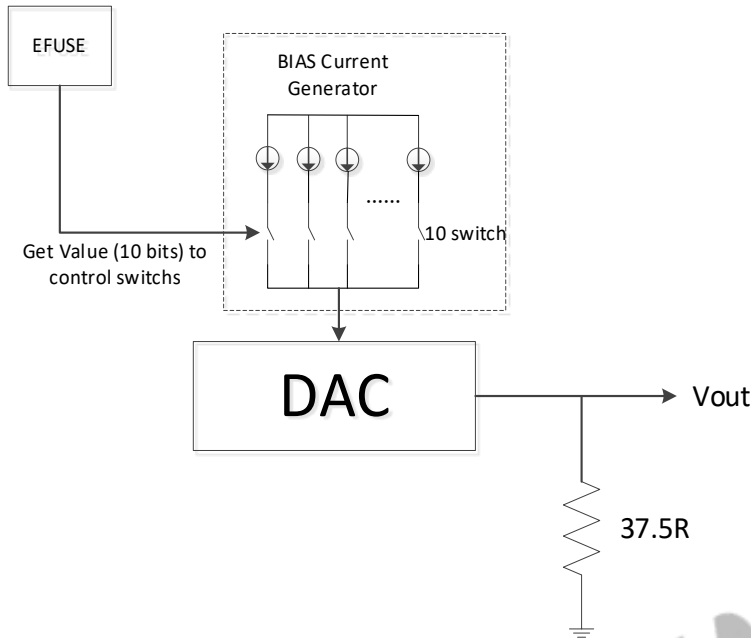 EFUSE
BIAS Current
Generator
......
10 switch
Get Value (10 bits) to
control switchs
DAC
Vout
37.5R